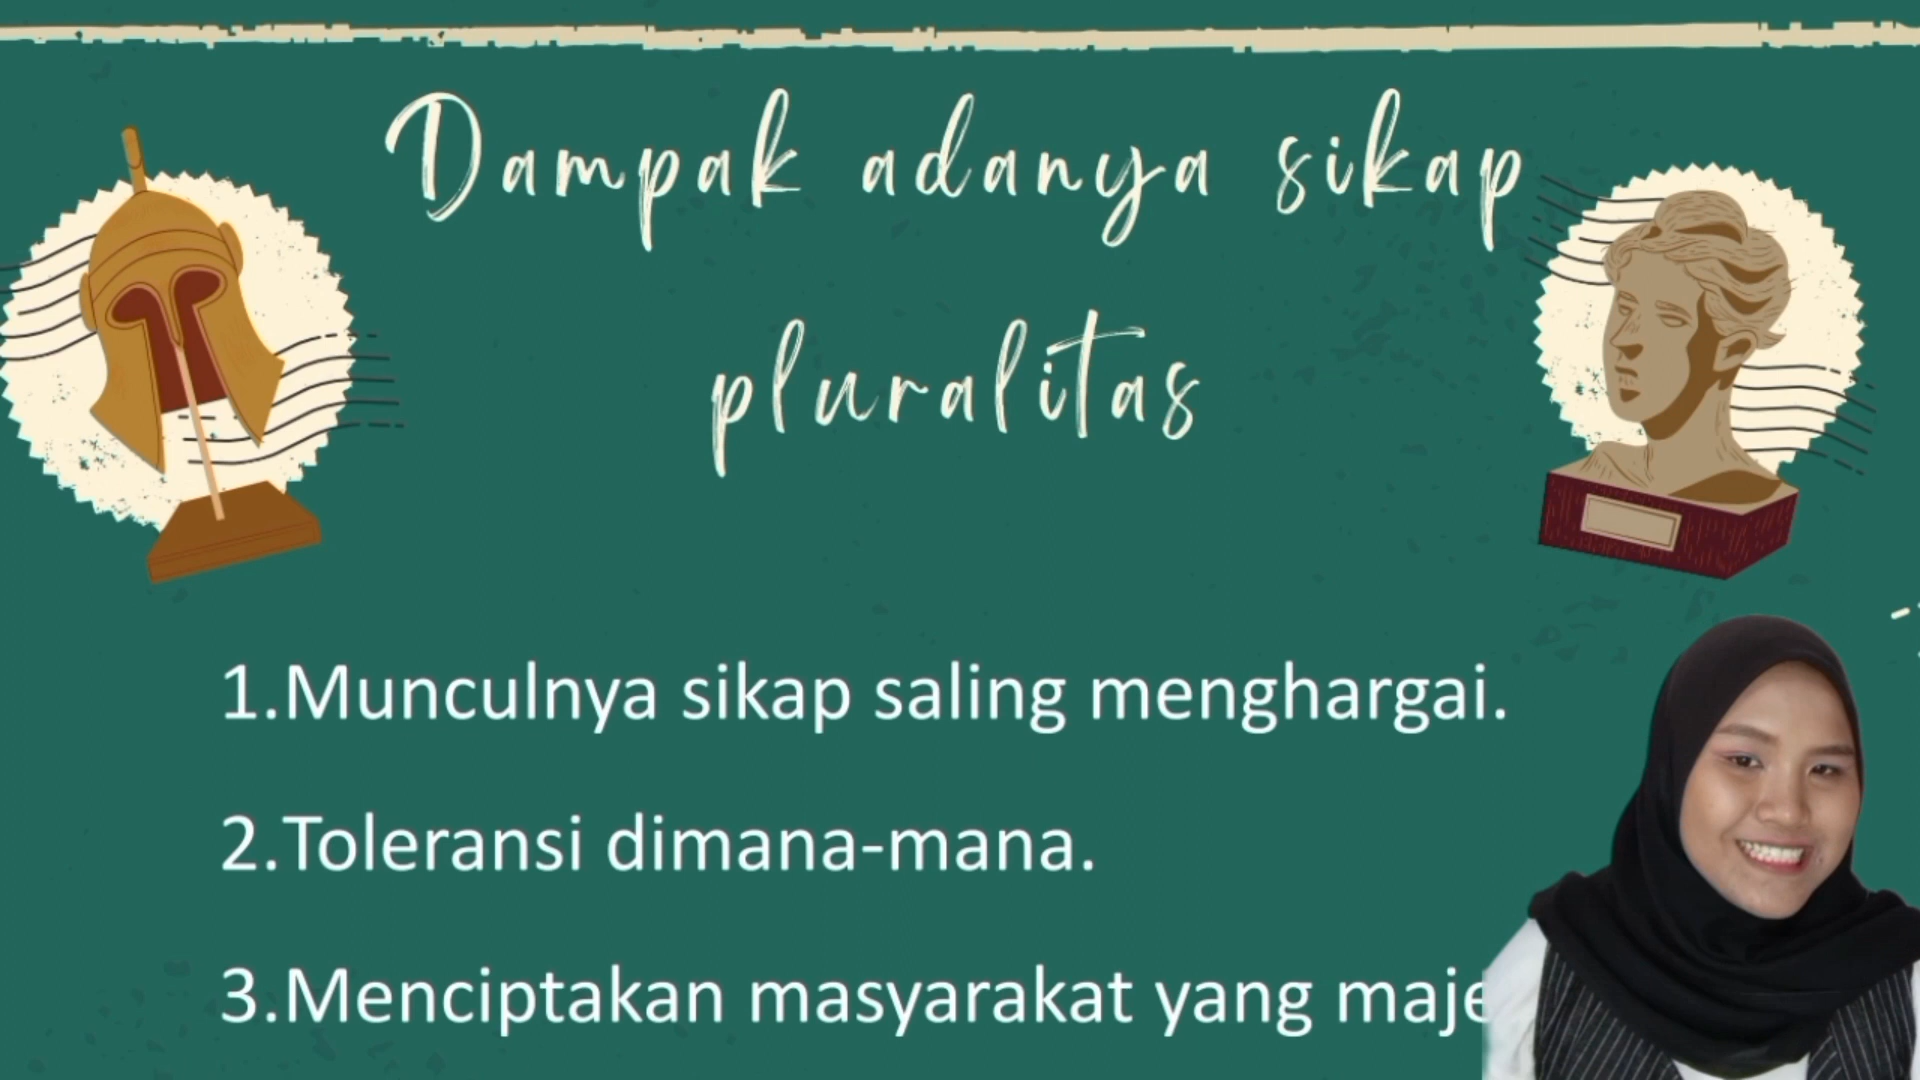 Dampak adanya sikap
pluralitas
1.Munculnya sikap saling menghargai.
2.Toleransi dimana-mana.
3.Menciptakan masyarakat yang